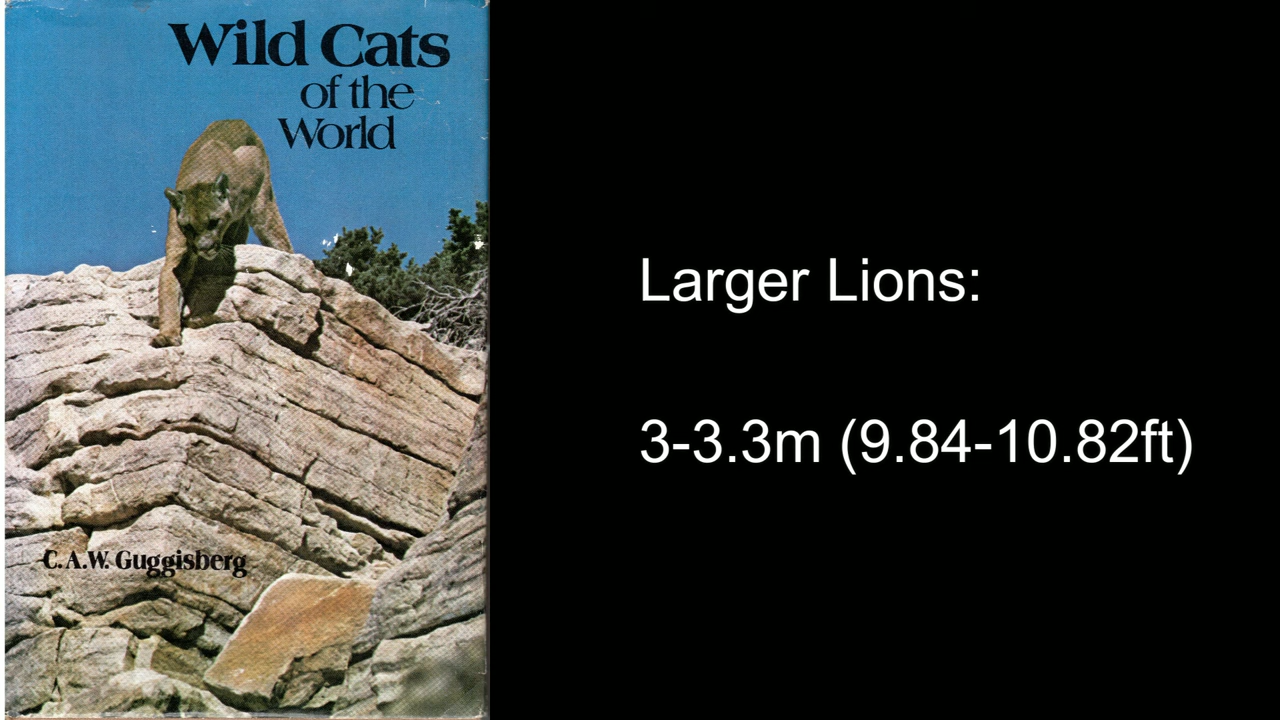 Wild Cats
of the
World
C.A.W. Guggisberg
Larger Lions:
3-3.3m (9.84-10.82ft)